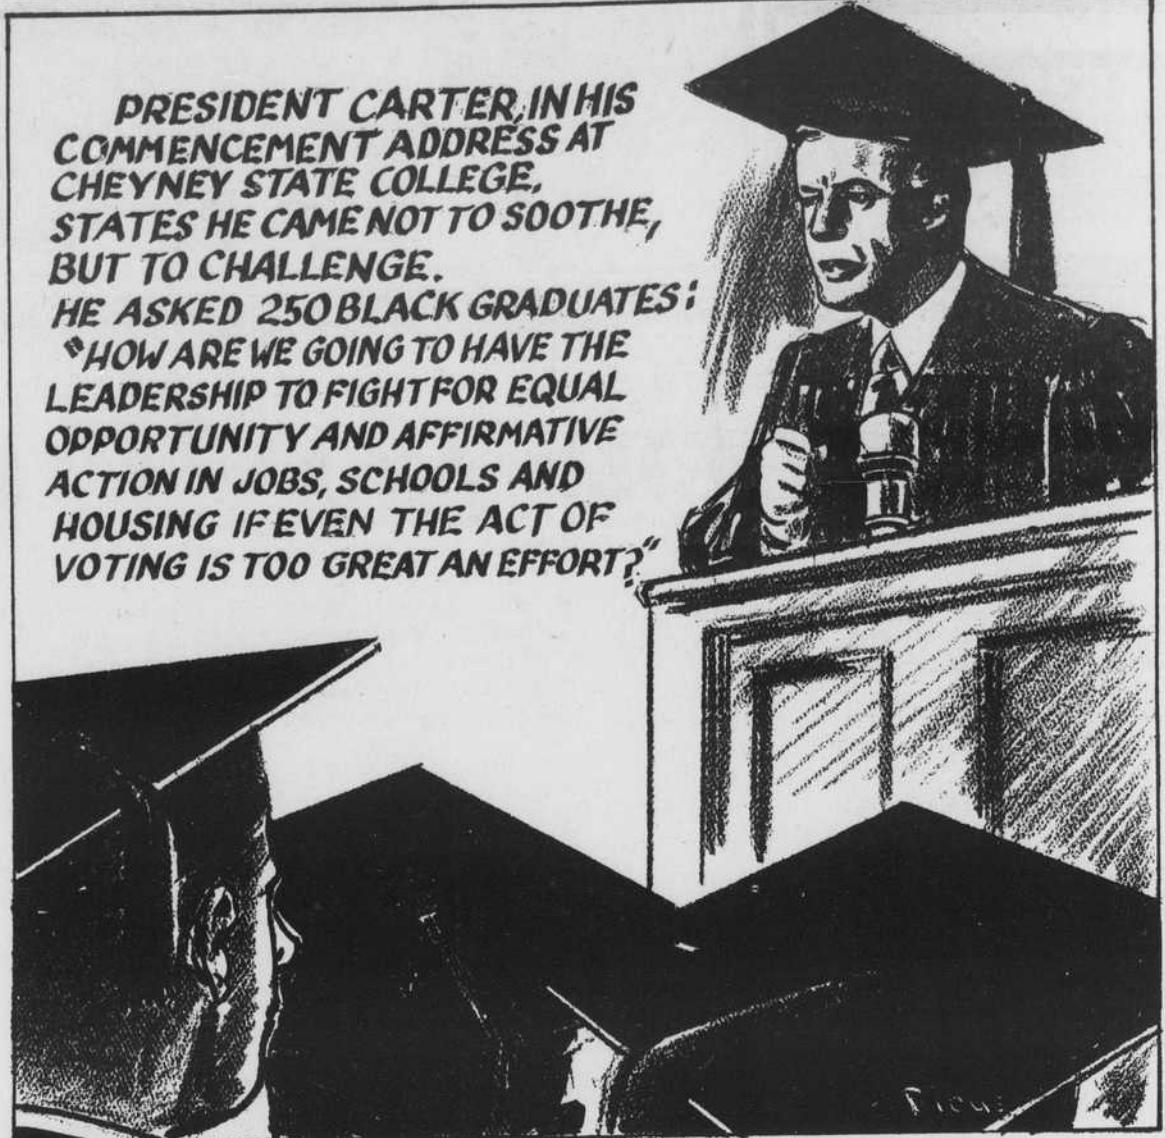 PRESIDENT CARTER, IN HIS
COMMENCEMENT ADDRESS AT
CHEYNEY STATE COLLEGE,
STATES HE CAME NOT TO SOOTHE,
BUT TO CHALLENGE.
HE ASKED 250 BLACK GRADUATES:
"HOW ARE WE GOING TO HAVE THE
LEADERSHIP TO FIGHT FOR EQUAL
OPPORTUNITY AND AFFIRMATIVE
ACTION IN JOBS, SCHOOLS AND
HOUSING IF EVEN THE ACT OF
VOTING IS TOO GREAT AN EFFORT?"